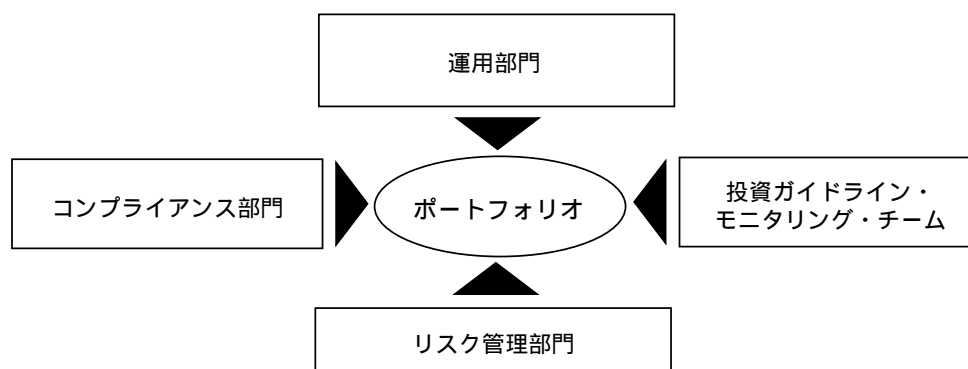 運用部門
コンプライアンス部門
ポートフォリオ
投資ガイドライン・
モニタリング・チーム
リスク管理部門